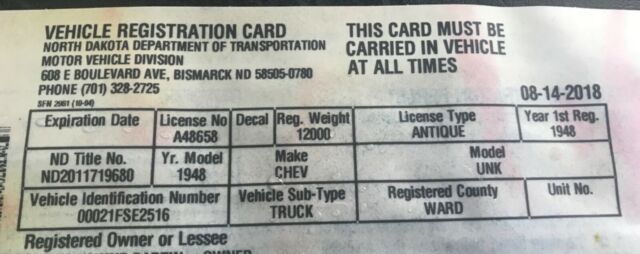 VEHICLE REGISTRATION CARD
NORTH DAKOTA DEPARTMENT OF TRANSPORTATION
MOTOR VEHICLE DIVISION
608 E BOULEVARD AVE, BISMARCK ND 58505-0780
PHONE (701) 328-2725
SFN 2961 (10-04)
THIS CARD MUST BE
CARRIED IN VEHICLE
AT ALL TIMES
08-14-2018
Expiration Date License No Decal Reg. Weight License Type Year 1st Reg.
A48658 12000 ANTIQUE 1948
ND Title No. Yr. Model Make Model
ND2011719680 1948 CHEV UNK
Vehicle Identification Number Vehicle Sub-Type Registered County Unit No.
00021FSE2516 TRUCK WARD
Registered Owner or Lessee